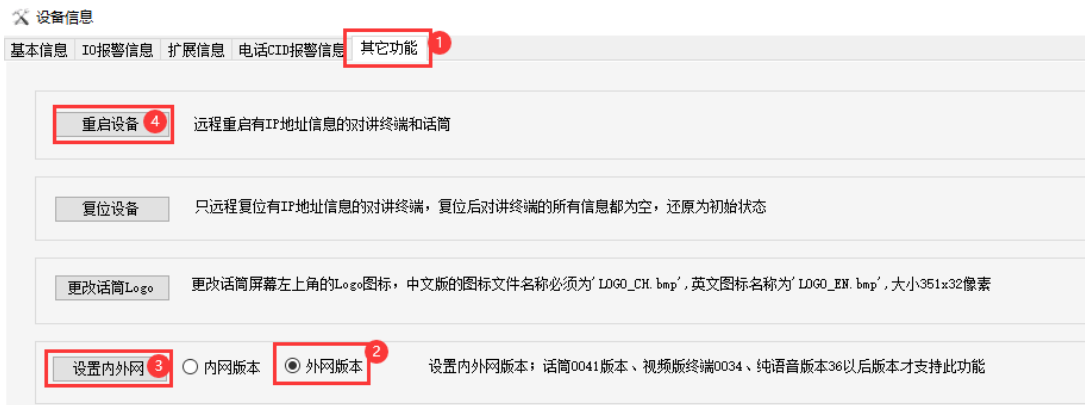 设备信息
基本信息 IO报警信息 扩展信息 电话CID报警信息 其它功能 1
重启设备 4 远程重启有IP地址信息的对讲终端和话筒
复位设备 只远程复位有IP地址信息的对讲终端，复位后对讲终端的所有信息都为空，还原为初始状态
更改话筒Logo 更改话筒屏幕左上角的Logo图标，中文版的图标文件名称必须为'LOGO_CH.bmp',英文图标名称为'LOGO_EN.bmp',大小351x32像素
设置内外网 3 内网版本 外网版本 2 设置内外网版本；话筒0041版本、视频版终端0034、纯语音版本36以后版本才支持此功能